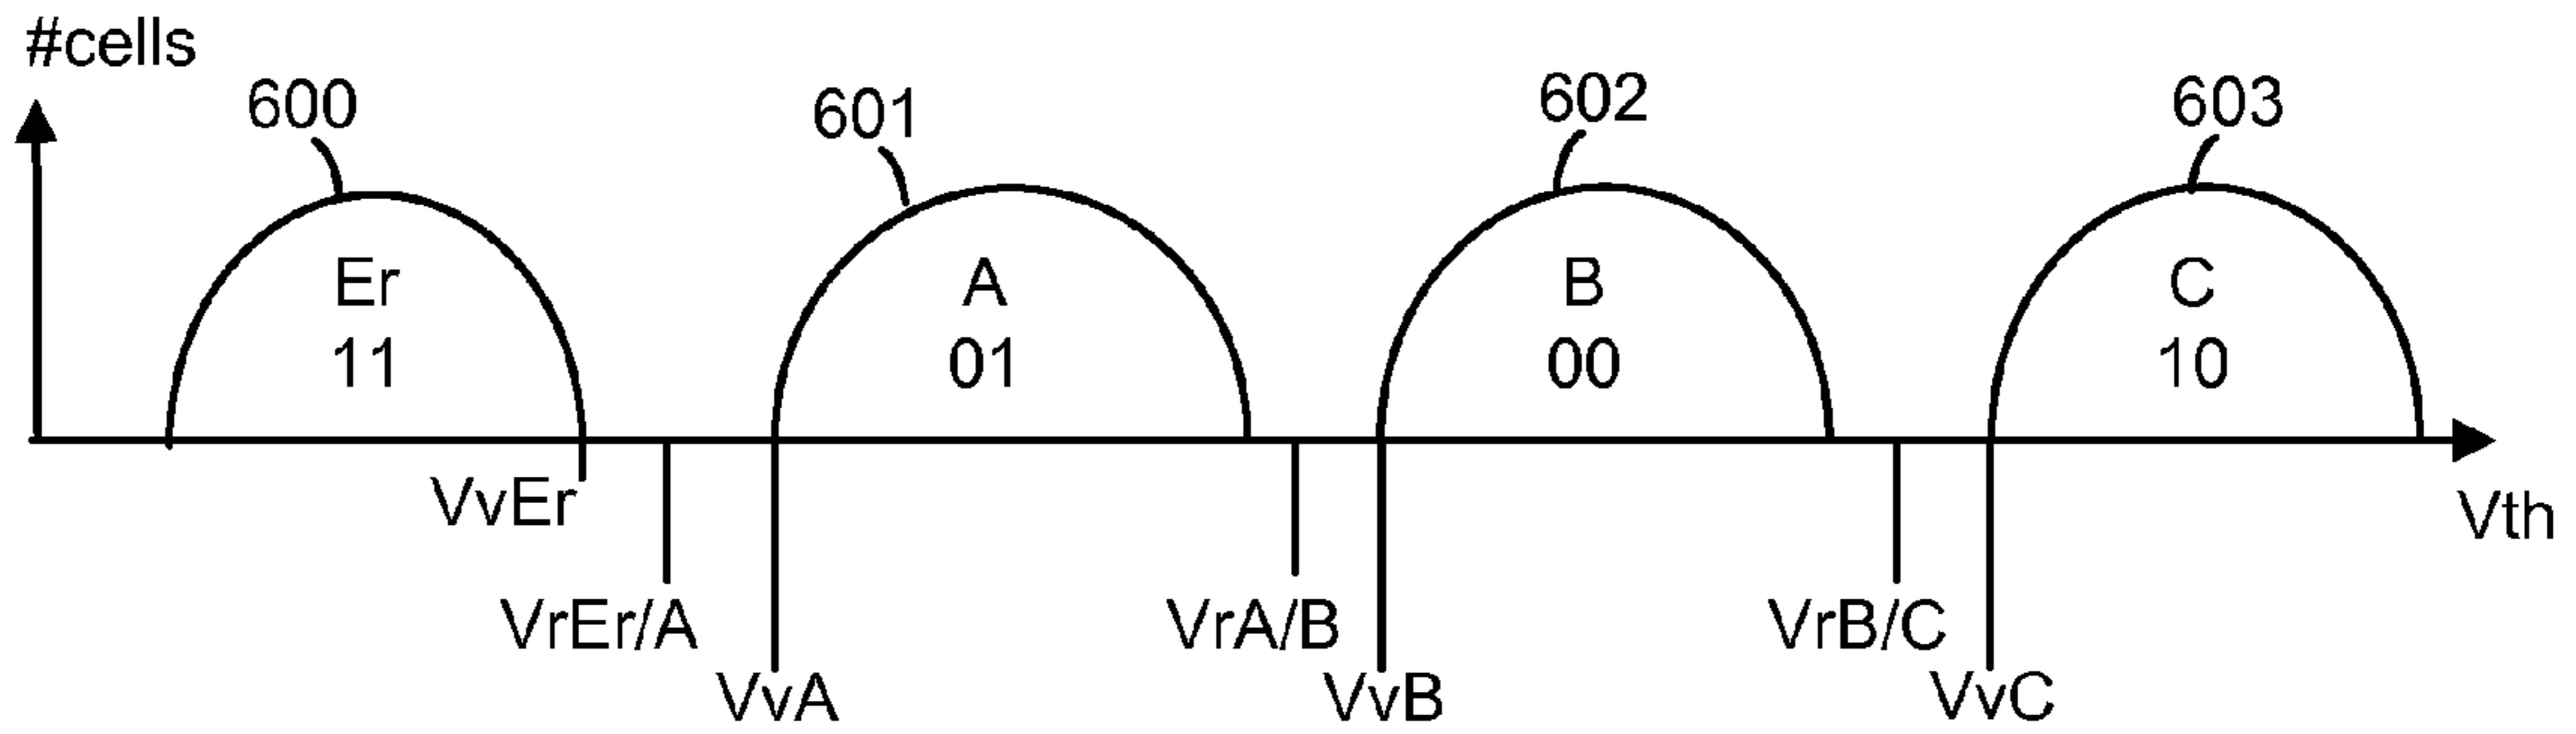 #cells
600
601
602
603
Er
A
B
C
11
01
00
10
VvEr
Vth
VrEr/A
VrA/B
VrB/C
VvA
VvB
VvC